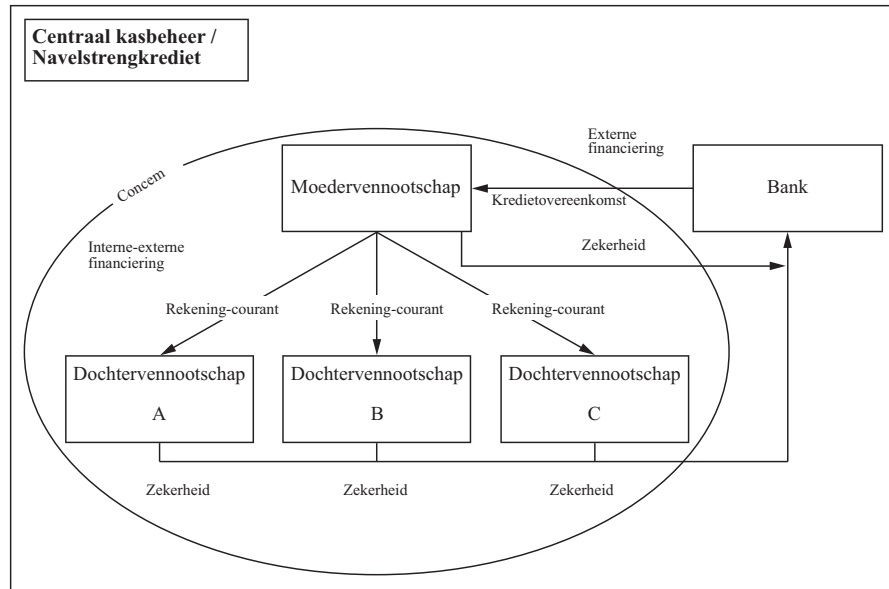 Centraal kasbeheer /
Navelstrengkrediet
Externe
financiering
Concem
Moedervennootschap
Bank
Kredietovereenkomst
Interne-externe
financiering
Zekerheid
Rekening-courant
Rekening-courant
Rekening-courant
Dochtervennootschap
A
Dochtervennootschap
B
Dochtervennootschap
C
Zekerheid
Zekerheid
Zekerheid